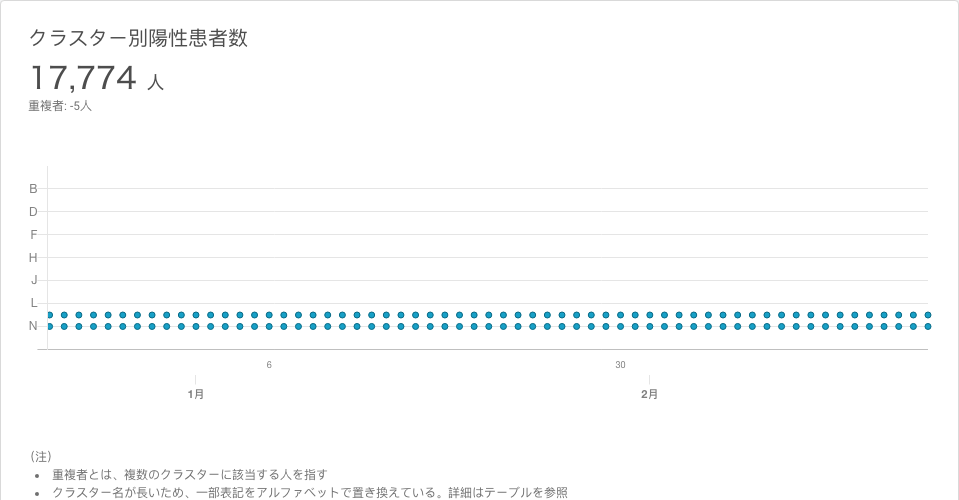 クラスター別陽性患者数
17,774 人
重複者: -5人
B
D
F
H
J
L
N
6 30
1月 2月
（注）
• 重複者とは、複数のクラスターに該当する人を指す
• クラスター名が長いため、一部表記をアルファベットで置き換えている。詳細はテーブルを参照